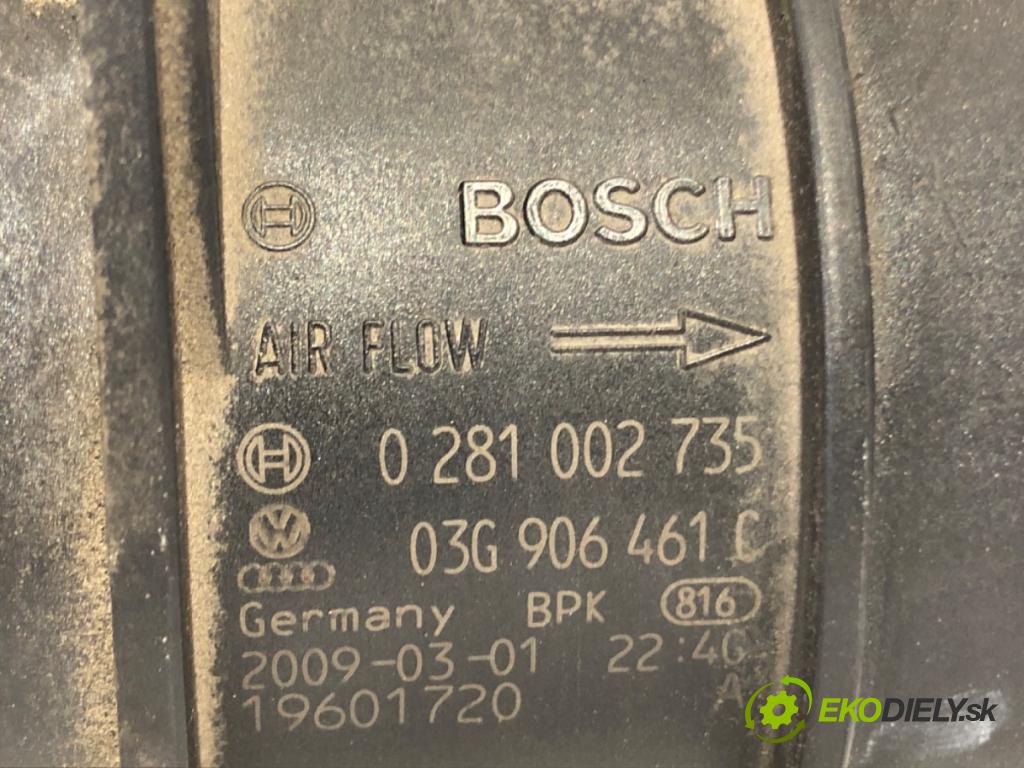 BOSCH
AIR FLOW
0 281 002 735
03G 906 461 C
Germany BPK 816
2009-03-01 22:40
19601720 A
EKODIELY.sk